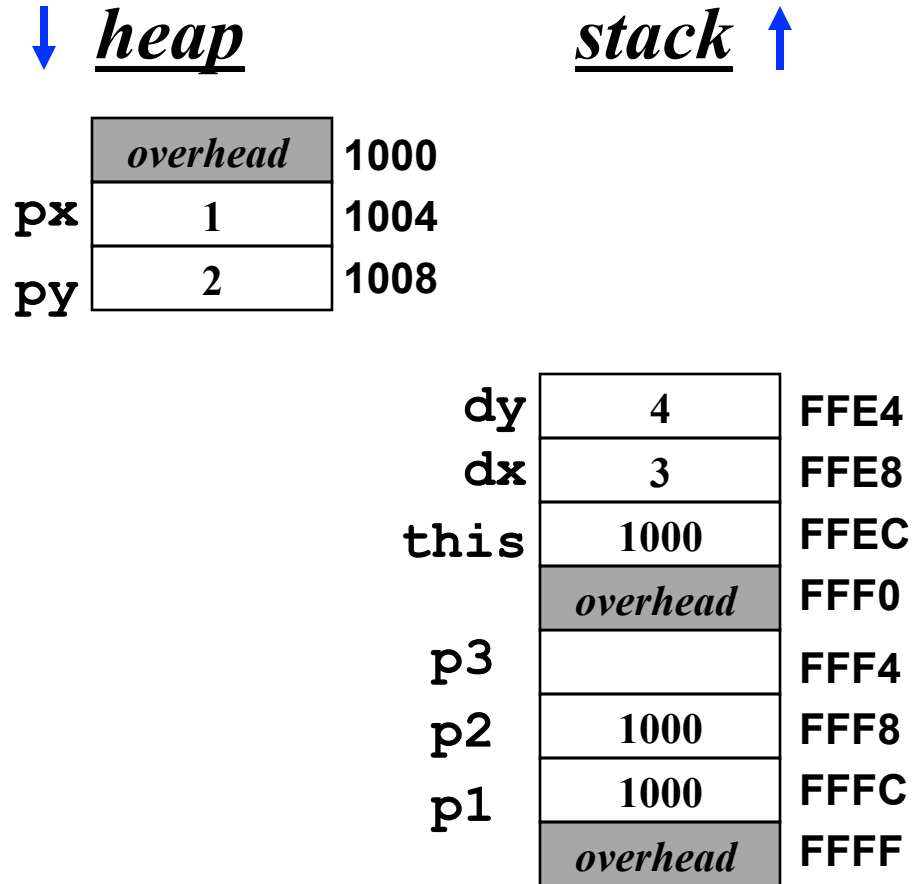 heap stack
overhead 1000
px 1 1004
py 2 1008
dy 4 FFE4
dx 3 FFE8
this 1000 FFEC
overhead FFF0
p3 FFF4
p2 1000 FFF8
p1 1000 FFFC
overhead FFFF